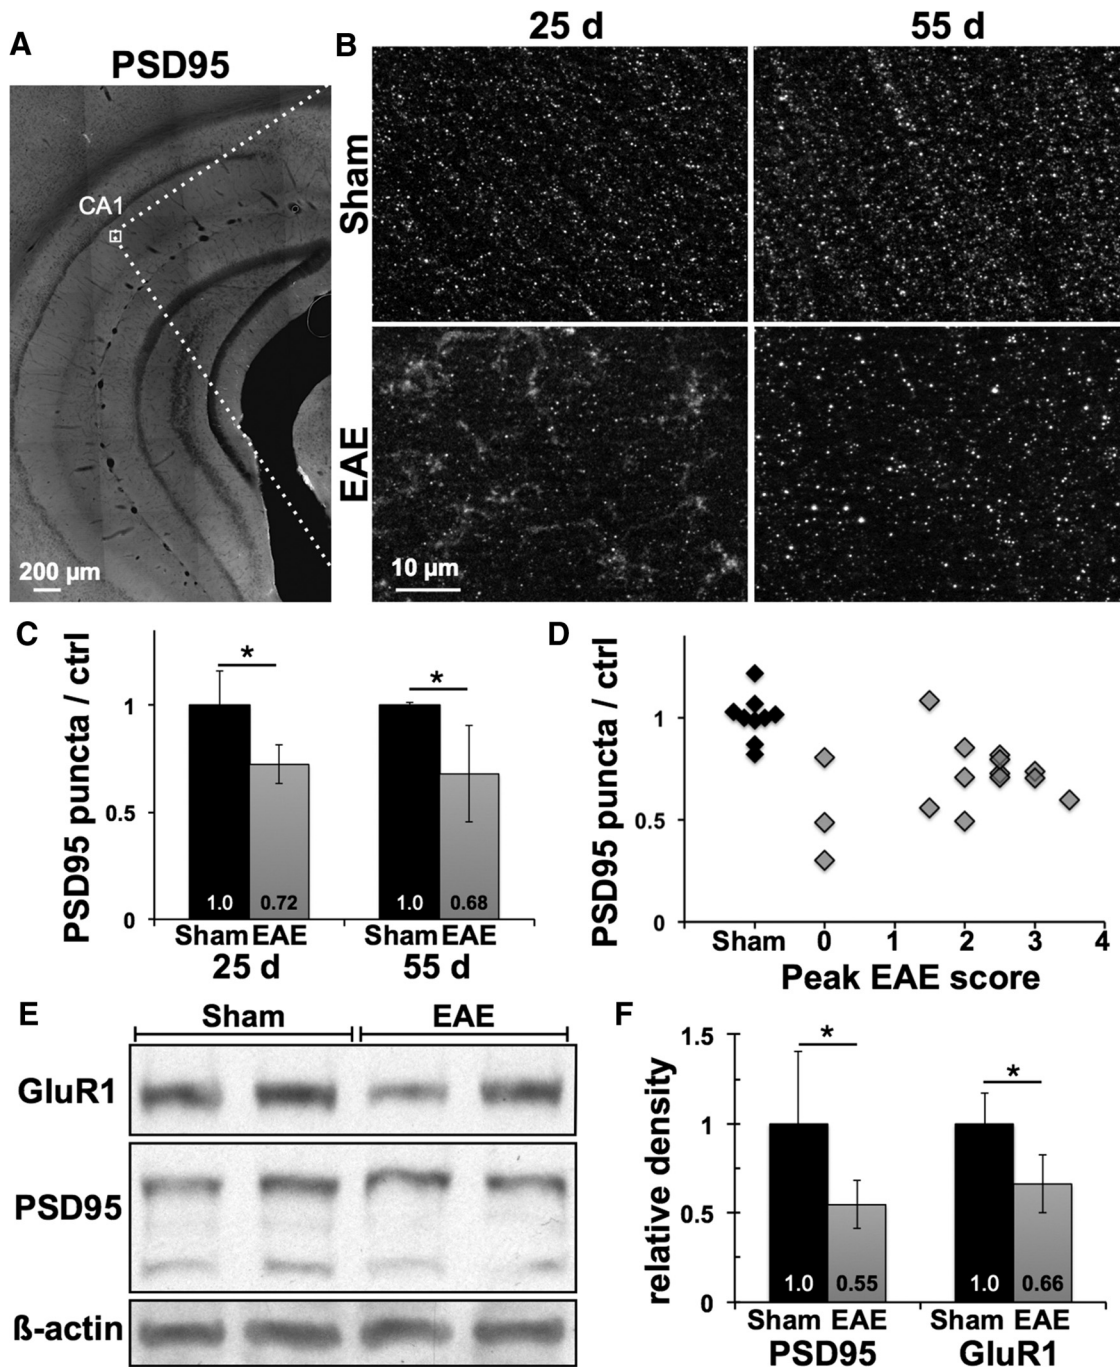 A
PSD95
CA1
200 µm
B
25 d
55 d
Sham
EAE
10 µm
C
PSD95 puncta / ctrl
1
0.5
0
*
*
1.0
0.72
1.0
0.68
Sham EAE
Sham EAE
25 d
55 d
D
PSD95 puncta / ctrl
1
0.5
0
Sham
0
1
2
3
4
Peak EAE score
E
Sham
EAE
GluR1
PSD95
ß-actin
F
relative density
1.5
1
0.5
0
*
*
1.0
0.55
1.0
0.66
Sham EAE
Sham EAE
PSD95
GluR1